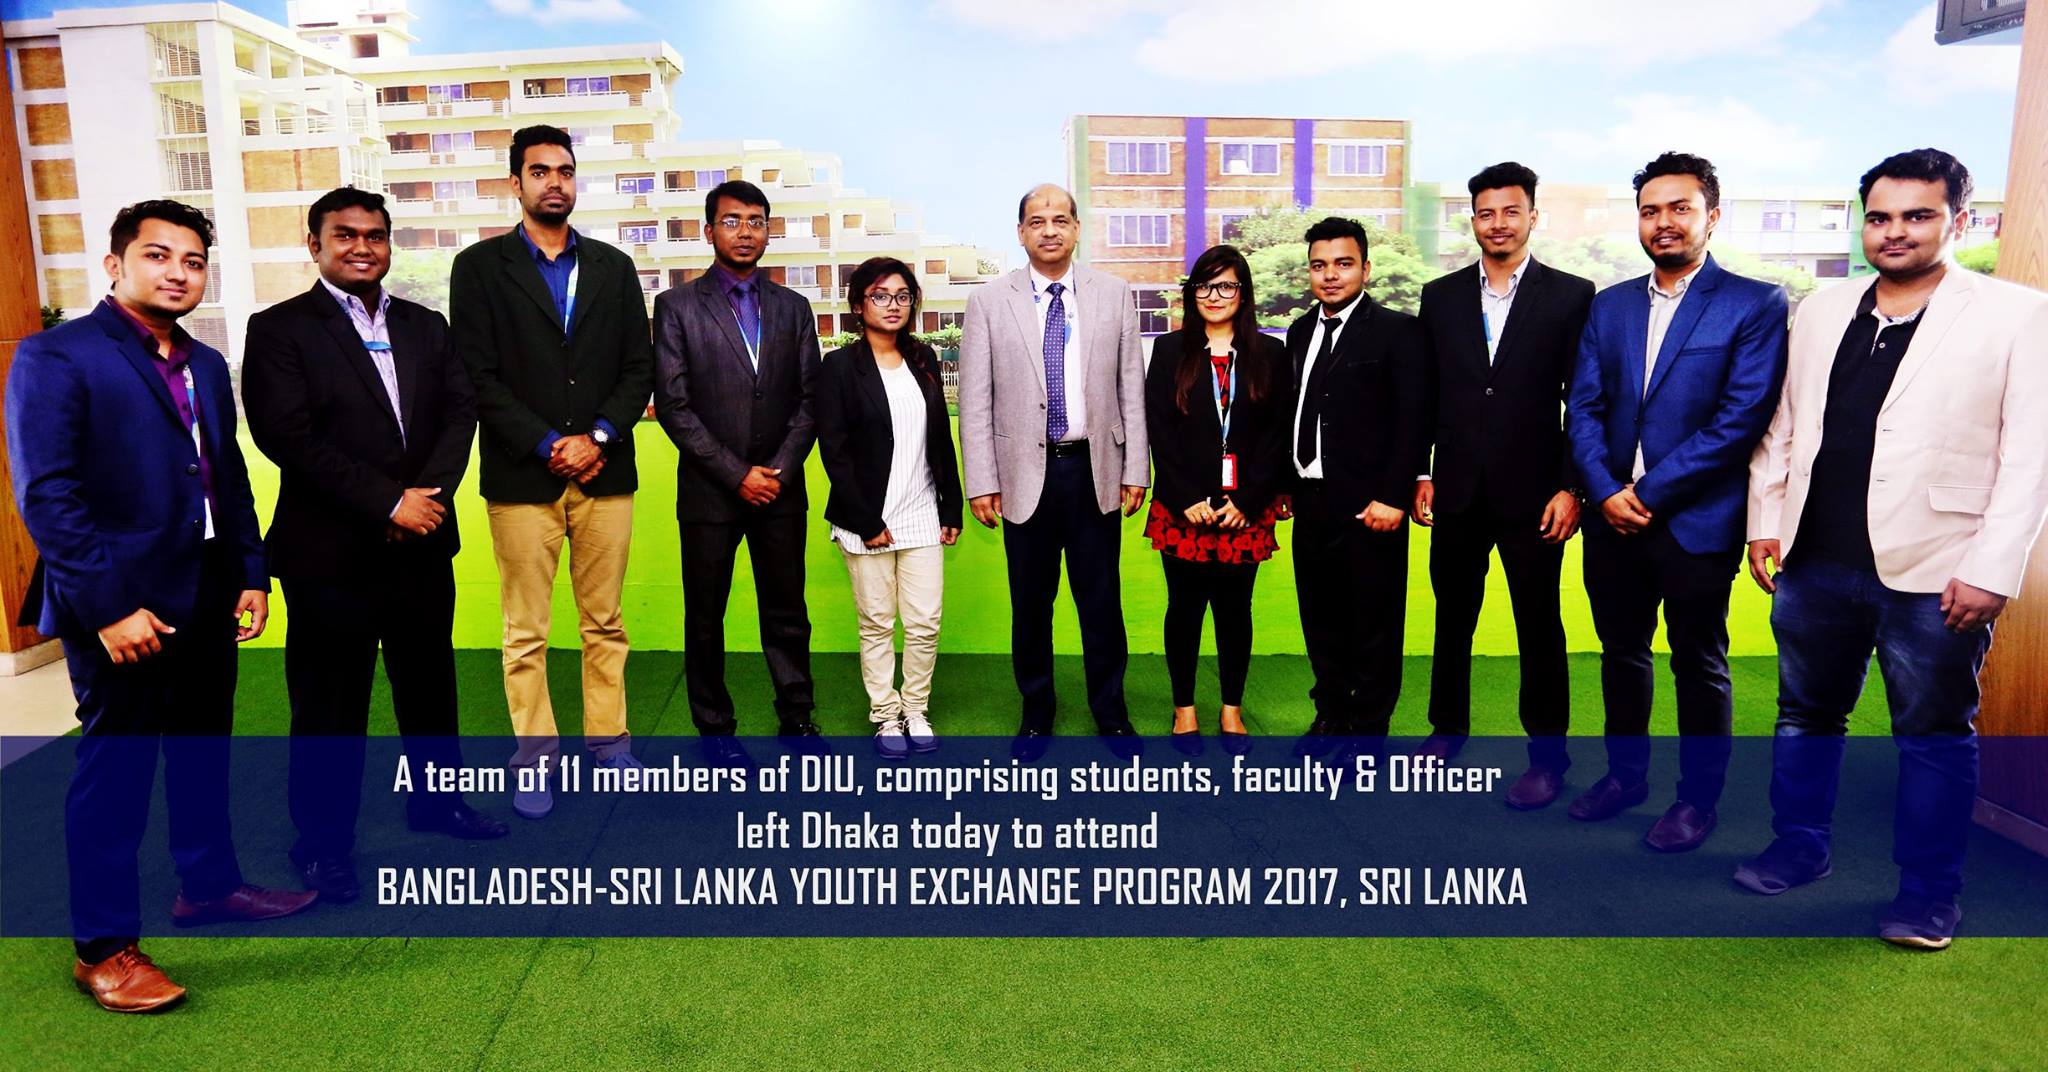 A team of 11 members of DIU, comprising students, faculty & Officer
left Dhaka today to attend
BANGLADESH-SRI LANKA YOUTH EXCHANGE PROGRAM 2017, SRI LANKA